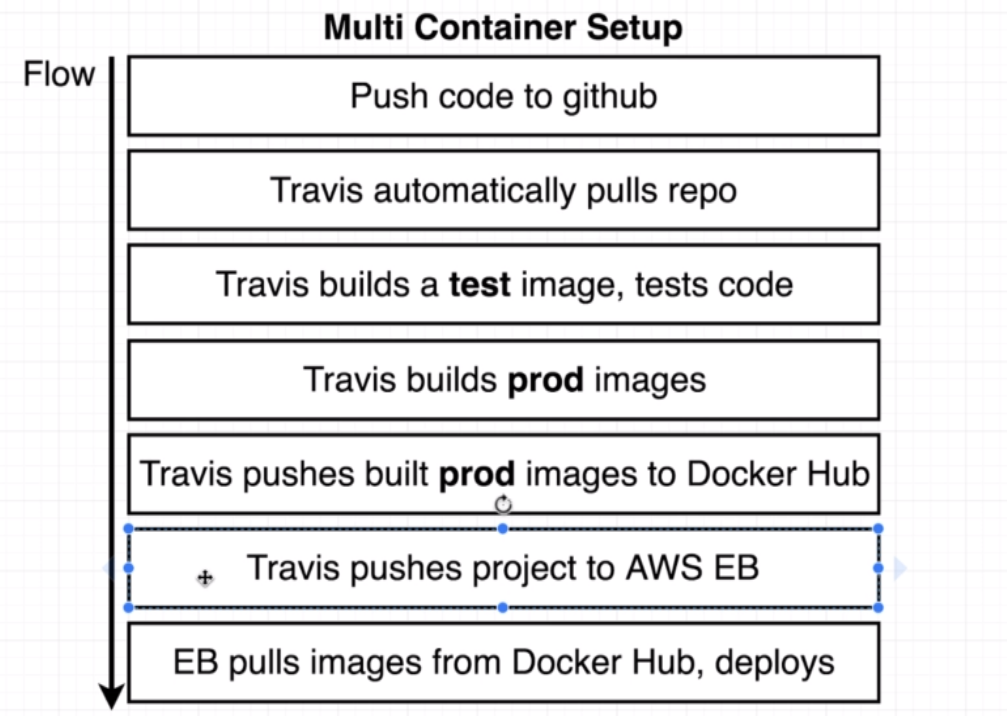 Multi Container Setup
Flow
Push code to github
Travis automatically pulls repo
Travis builds a test image, tests code
Travis builds prod images
Travis pushes built prod images to Docker Hub
Travis pushes project to AWS EB
EB pulls images from Docker Hub, deploys